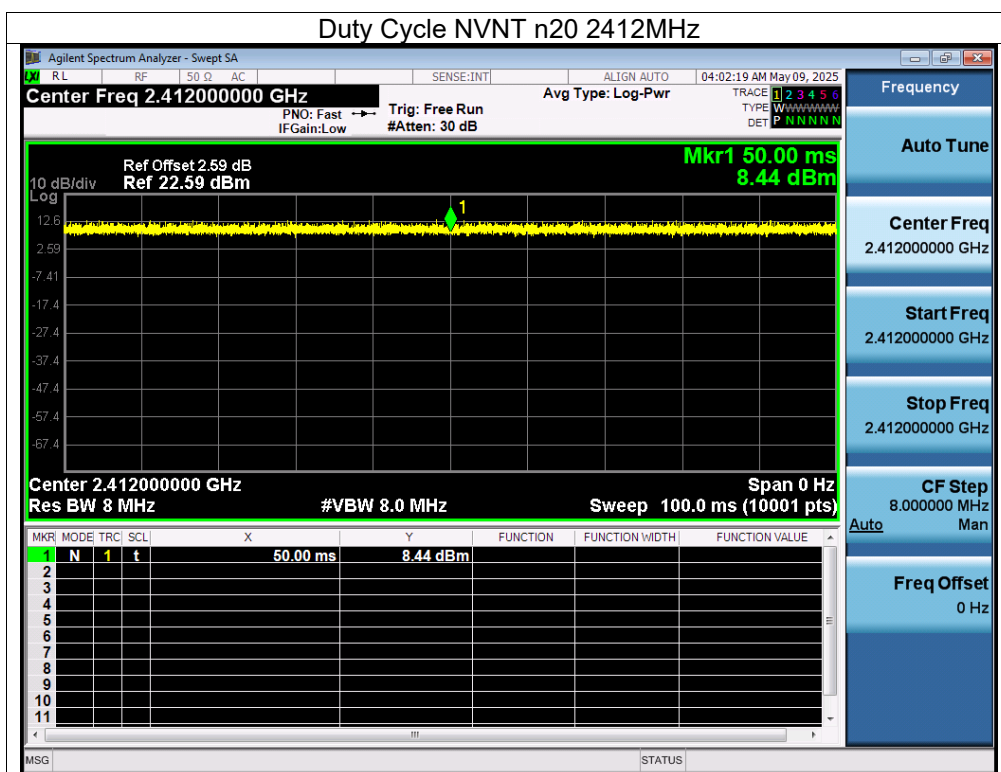 Duty Cycle NVNT n20 2412MHz
Agilent Spectrum Analyzer - Swept SA
LXI RL RF 50 Ω AC SENSE:INT ALIGN AUTO 04:02:19 AM May 09, 2025
Center Freq 2.412000000 GHz Avg Type: Log-Pwr TRACE 1 2 3 4 5 6
PNO: Fast Trig: Free Run TYPE WWWWWW
IFGain:Low #Atten: 30 dB DET P N N N N N
Frequency
Auto Tune
Center Freq
2.412000000 GHz
Start Freq
2.412000000 GHz
Stop Freq
2.412000000 GHz
CF Step
8.000000 MHz
Auto Man
Freq Offset
0 Hz
Mkr1 50.00 ms
8.44 dBm
Ref Offset 2.59 dB
10 dB/div Ref 22.59 dBm
Log
1
12.6
2.59
-7.41
-17.4
-27.4
-37.4
-47.4
-57.4
-67.4
Center 2.412000000 GHz Span 0 Hz
Res BW 8 MHz #VBW 8.0 MHz Sweep 100.0 ms (10001 pts)
MKR MODE TRC SCL X Y FUNCTION FUNCTION WIDTH FUNCTION VALUE
1 N 1 t 50.00 ms 8.44 dBm
2
3
4
5
6
7
8
9
10
11
MSG STATUS